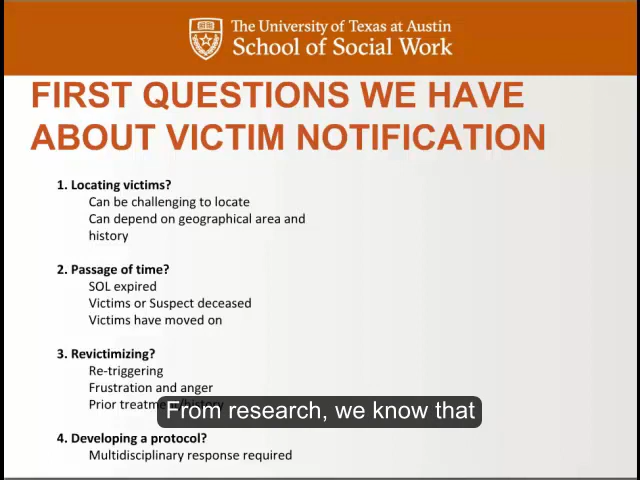 The University of Texas at Austin
School of Social Work
FIRST QUESTIONS WE HAVE
ABOUT VICTIM NOTIFICATION
1. Locating victims?
Can be challenging to locate
Can depend on geographical area and
history
2. Passage of time?
SOL expired
Victims or Suspect deceased
Victims have moved on
3. Revictimizing?
Re-triggering
Frustration and anger
Prior treatment/history
From research, we know that
4. Developing a protocol?
Multidisciplinary response required